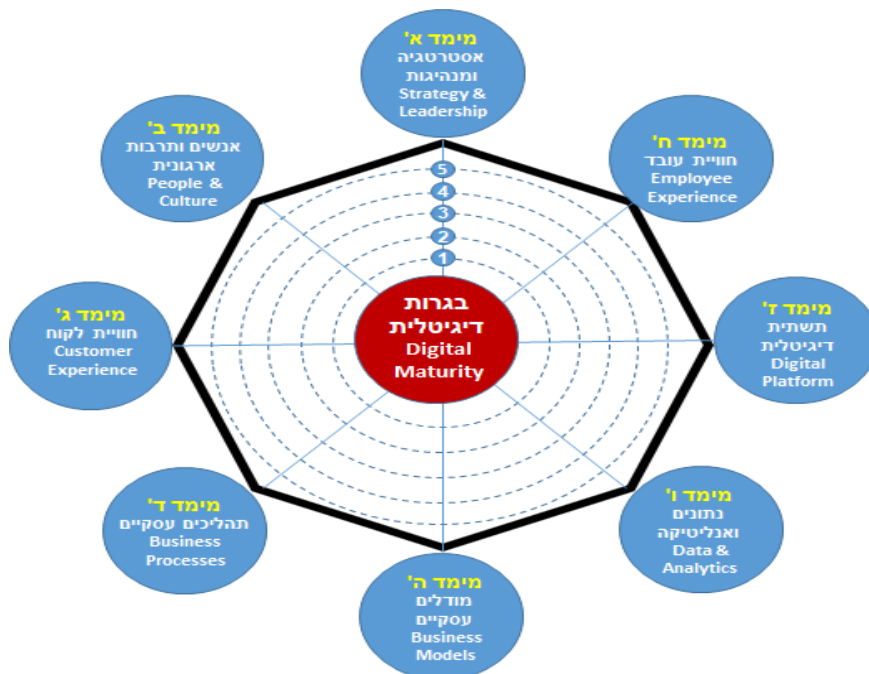 מימד א'
אסטרטגיה
ומנהיגות
Strategy &
Leadership
מימד ב'
אנשים ותרבות
ארגונית
People &
Culture
מימד ג'
חוויית לקוח
Customer
Experience
מימד ד'
תהליכים עסקיים
Business
Processes
מימד ה'
מודלים
עסקיים
Business
Models
מימד ו'
נתונים
ואנליטיקה
Data &
Analytics
מימד ז'
תשתית
דיגיטלית
Digital
Platform
מימד ח'
חוויית עובד
Employee
Experience
5
4
3
2
1
בגרות
דיגיטלית
Digital
Maturity